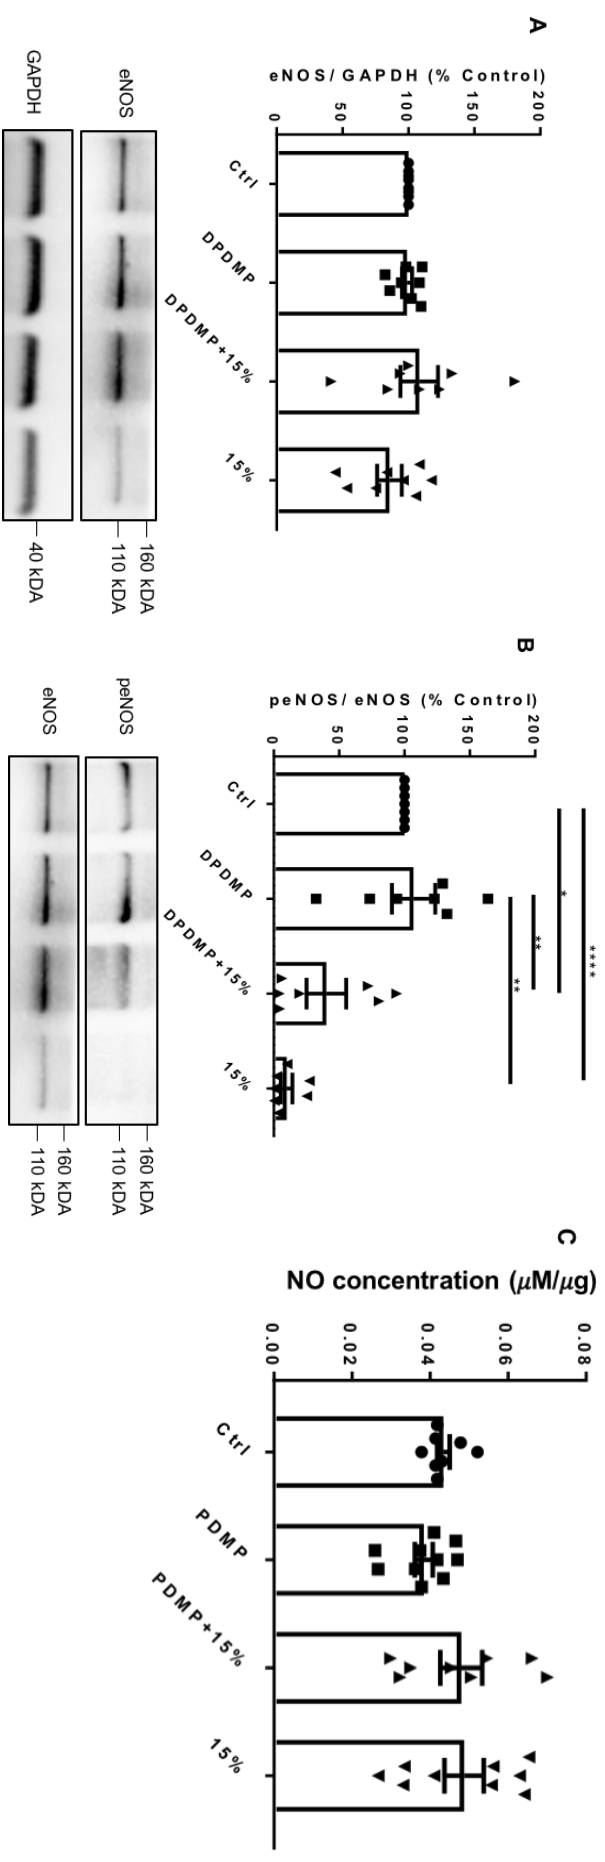 A
eNOS/ GAPDH (% Control)
200
150
100
50
0
Ctrl
DPDMP
DPDMP+15%
15%
eNOS
160 kDA
110 kDA
GAPDH
40 kDA
B
peNOS/ eNOS (% Control)
200
150
100
50
0
****
*
**
**
Ctrl
DPDMP
DPDMP+15%
15%
peNOS
160 kDA
110 kDA
eNOS
160 kDA
110 kDA
C
NO concentration (μM/μg)
0.08
0.06
0.04
0.02
0.00
Ctrl
PDMP
PDMP+15%
15%